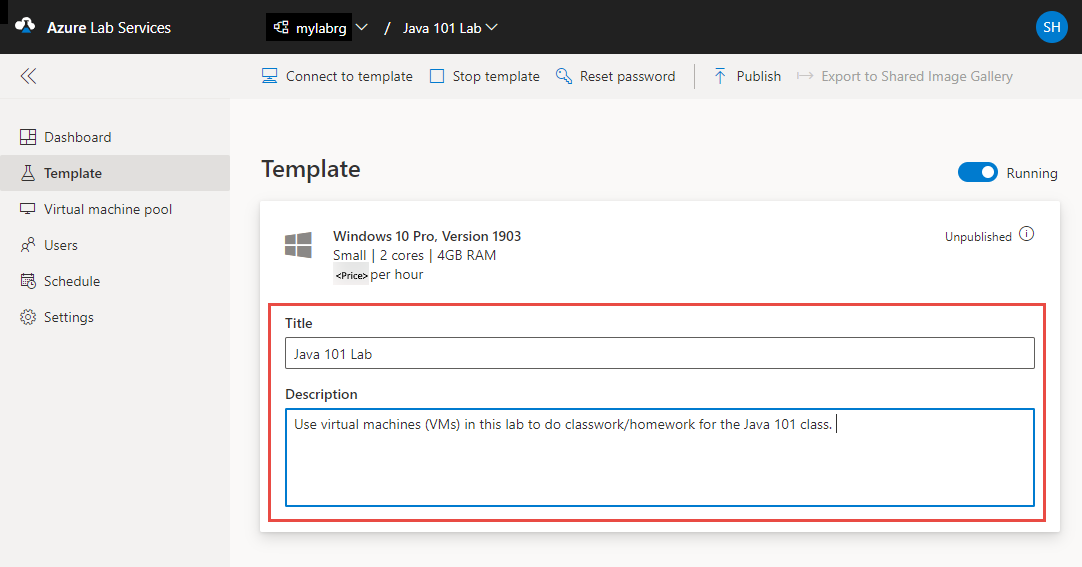 Azure Lab Services mylabrg / Java 101 Lab SH
Connect to template Stop template Reset password Publish Export to Shared Image Gallery
Dashboard
Template
Virtual machine pool
Users
Schedule
Settings
Template
Running
Windows 10 Pro, Version 1903
Unpublished
Small | 2 cores | 4GB RAM
<Price> per hour
Title
Java 101 Lab
Description
Use virtual machines (VMs) in this lab to do classwork/homework for the Java 101 class.